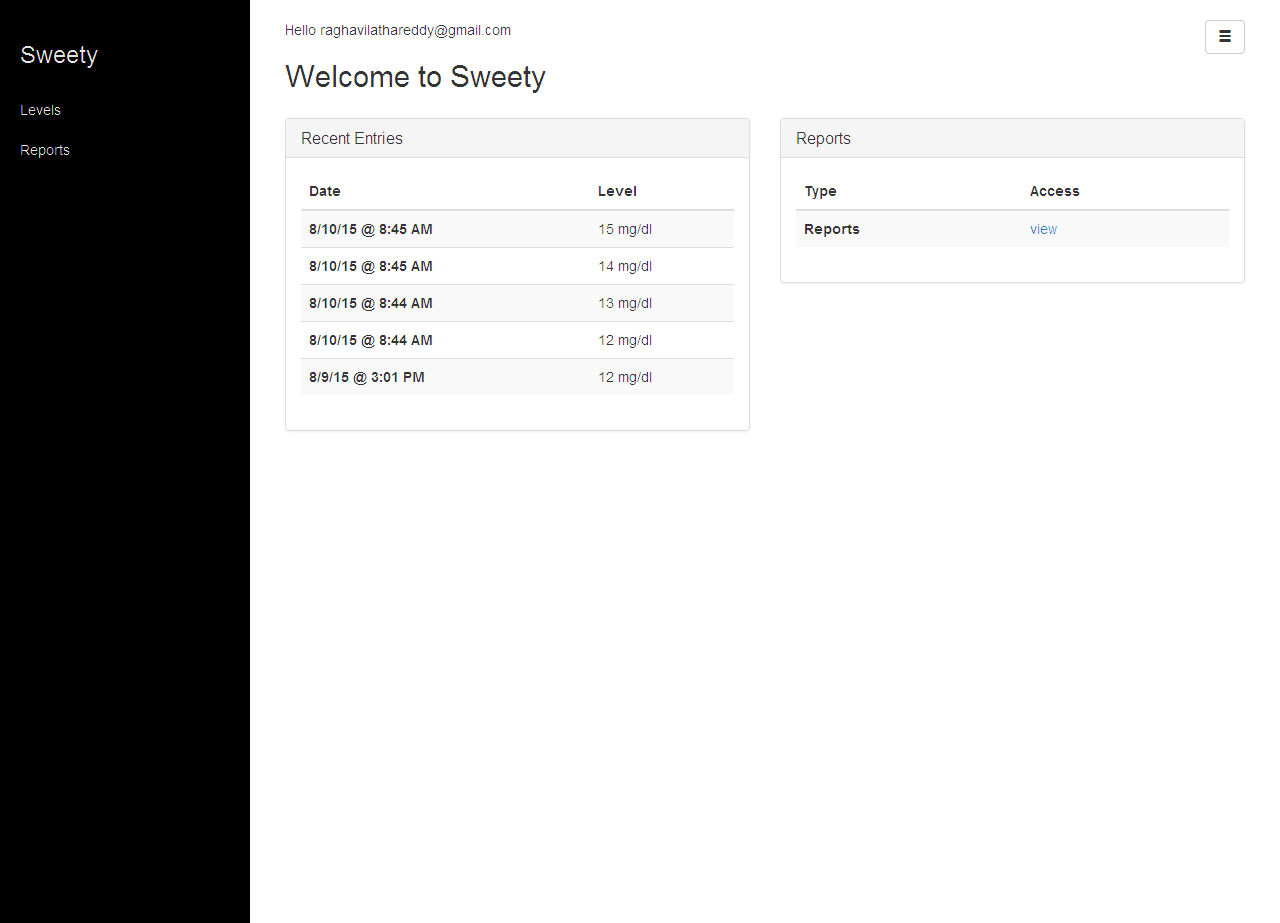 Sweety
Levels
Reports
Hello raghavilathareddy@gmail.com
Welcome to Sweety
Recent Entries
Date Level
8/10/15 @ 8:45 AM 15 mg/dl
8/10/15 @ 8:45 AM 14 mg/dl
8/10/15 @ 8:44 AM 13 mg/dl
8/10/15 @ 8:44 AM 12 mg/dl
8/9/15 @ 3:01 PM 12 mg/dl
Reports
Type Access
Reports view